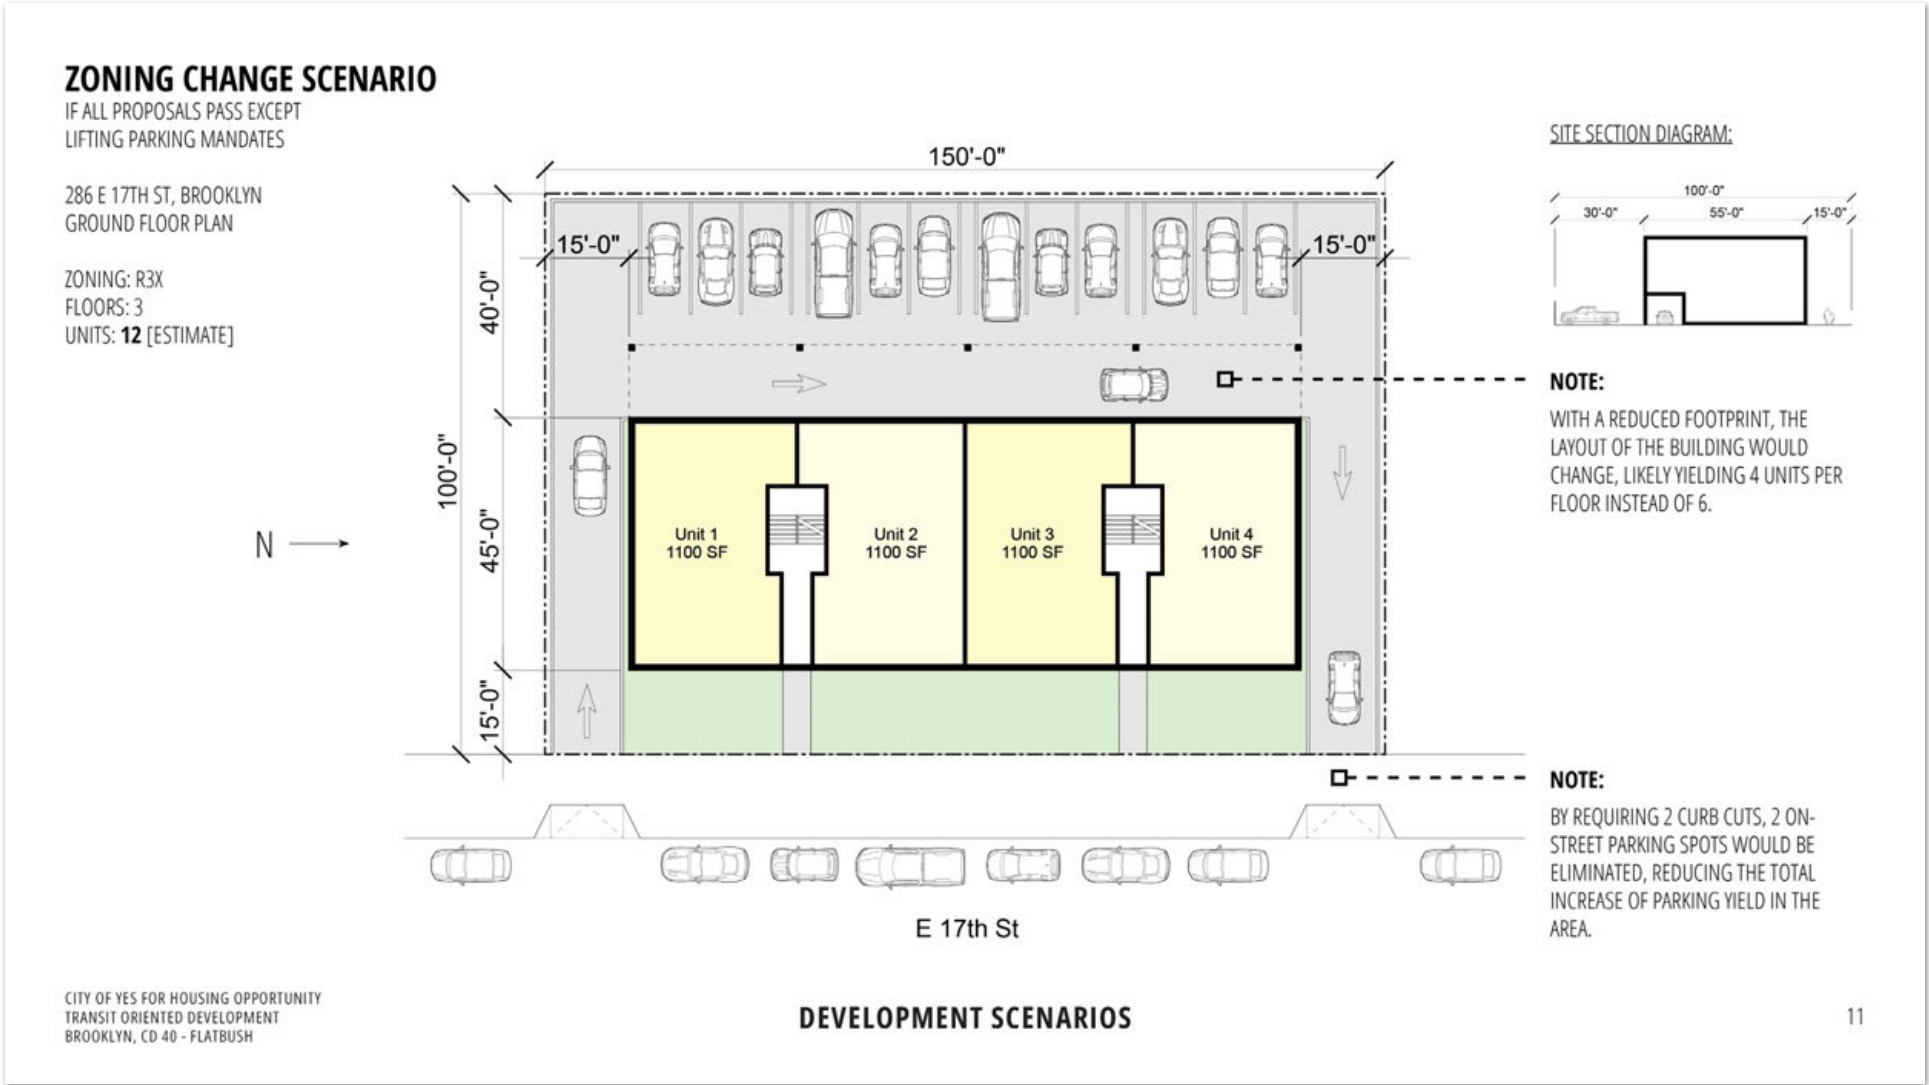 ZONING CHANGE SCENARIO
IF ALL PROPOSALS PASS EXCEPT
LIFTING PARKING MANDATES
286 E 17TH ST, BROOKLYN
GROUND FLOOR PLAN
ZONING: R3X
FLOORS: 3
UNITS: 12 [ESTIMATE]
N
150'-0"
15'-0"
15'-0"
40'-0"
100'-0"
45'-0"
15'-0"
Unit 1
1100 SF
Unit 2
1100 SF
Unit 3
1100 SF
Unit 4
1100 SF
E 17th St
SITE SECTION DIAGRAM:
100'-0"
30'-0"
55'-0"
15'-0"
NOTE:
WITH A REDUCED FOOTPRINT, THE
LAYOUT OF THE BUILDING WOULD
CHANGE, LIKELY YIELDING 4 UNITS PER
FLOOR INSTEAD OF 6.
NOTE:
BY REQUIRING 2 CURB CUTS, 2 ON-
STREET PARKING SPOTS WOULD BE
ELIMINATED, REDUCING THE TOTAL
INCREASE OF PARKING YIELD IN THE
AREA.
CITY OF YES FOR HOUSING OPPORTUNITY
TRANSIT ORIENTED DEVELOPMENT
BROOKLYN, CD 40 - FLATBUSH
DEVELOPMENT SCENARIOS
11